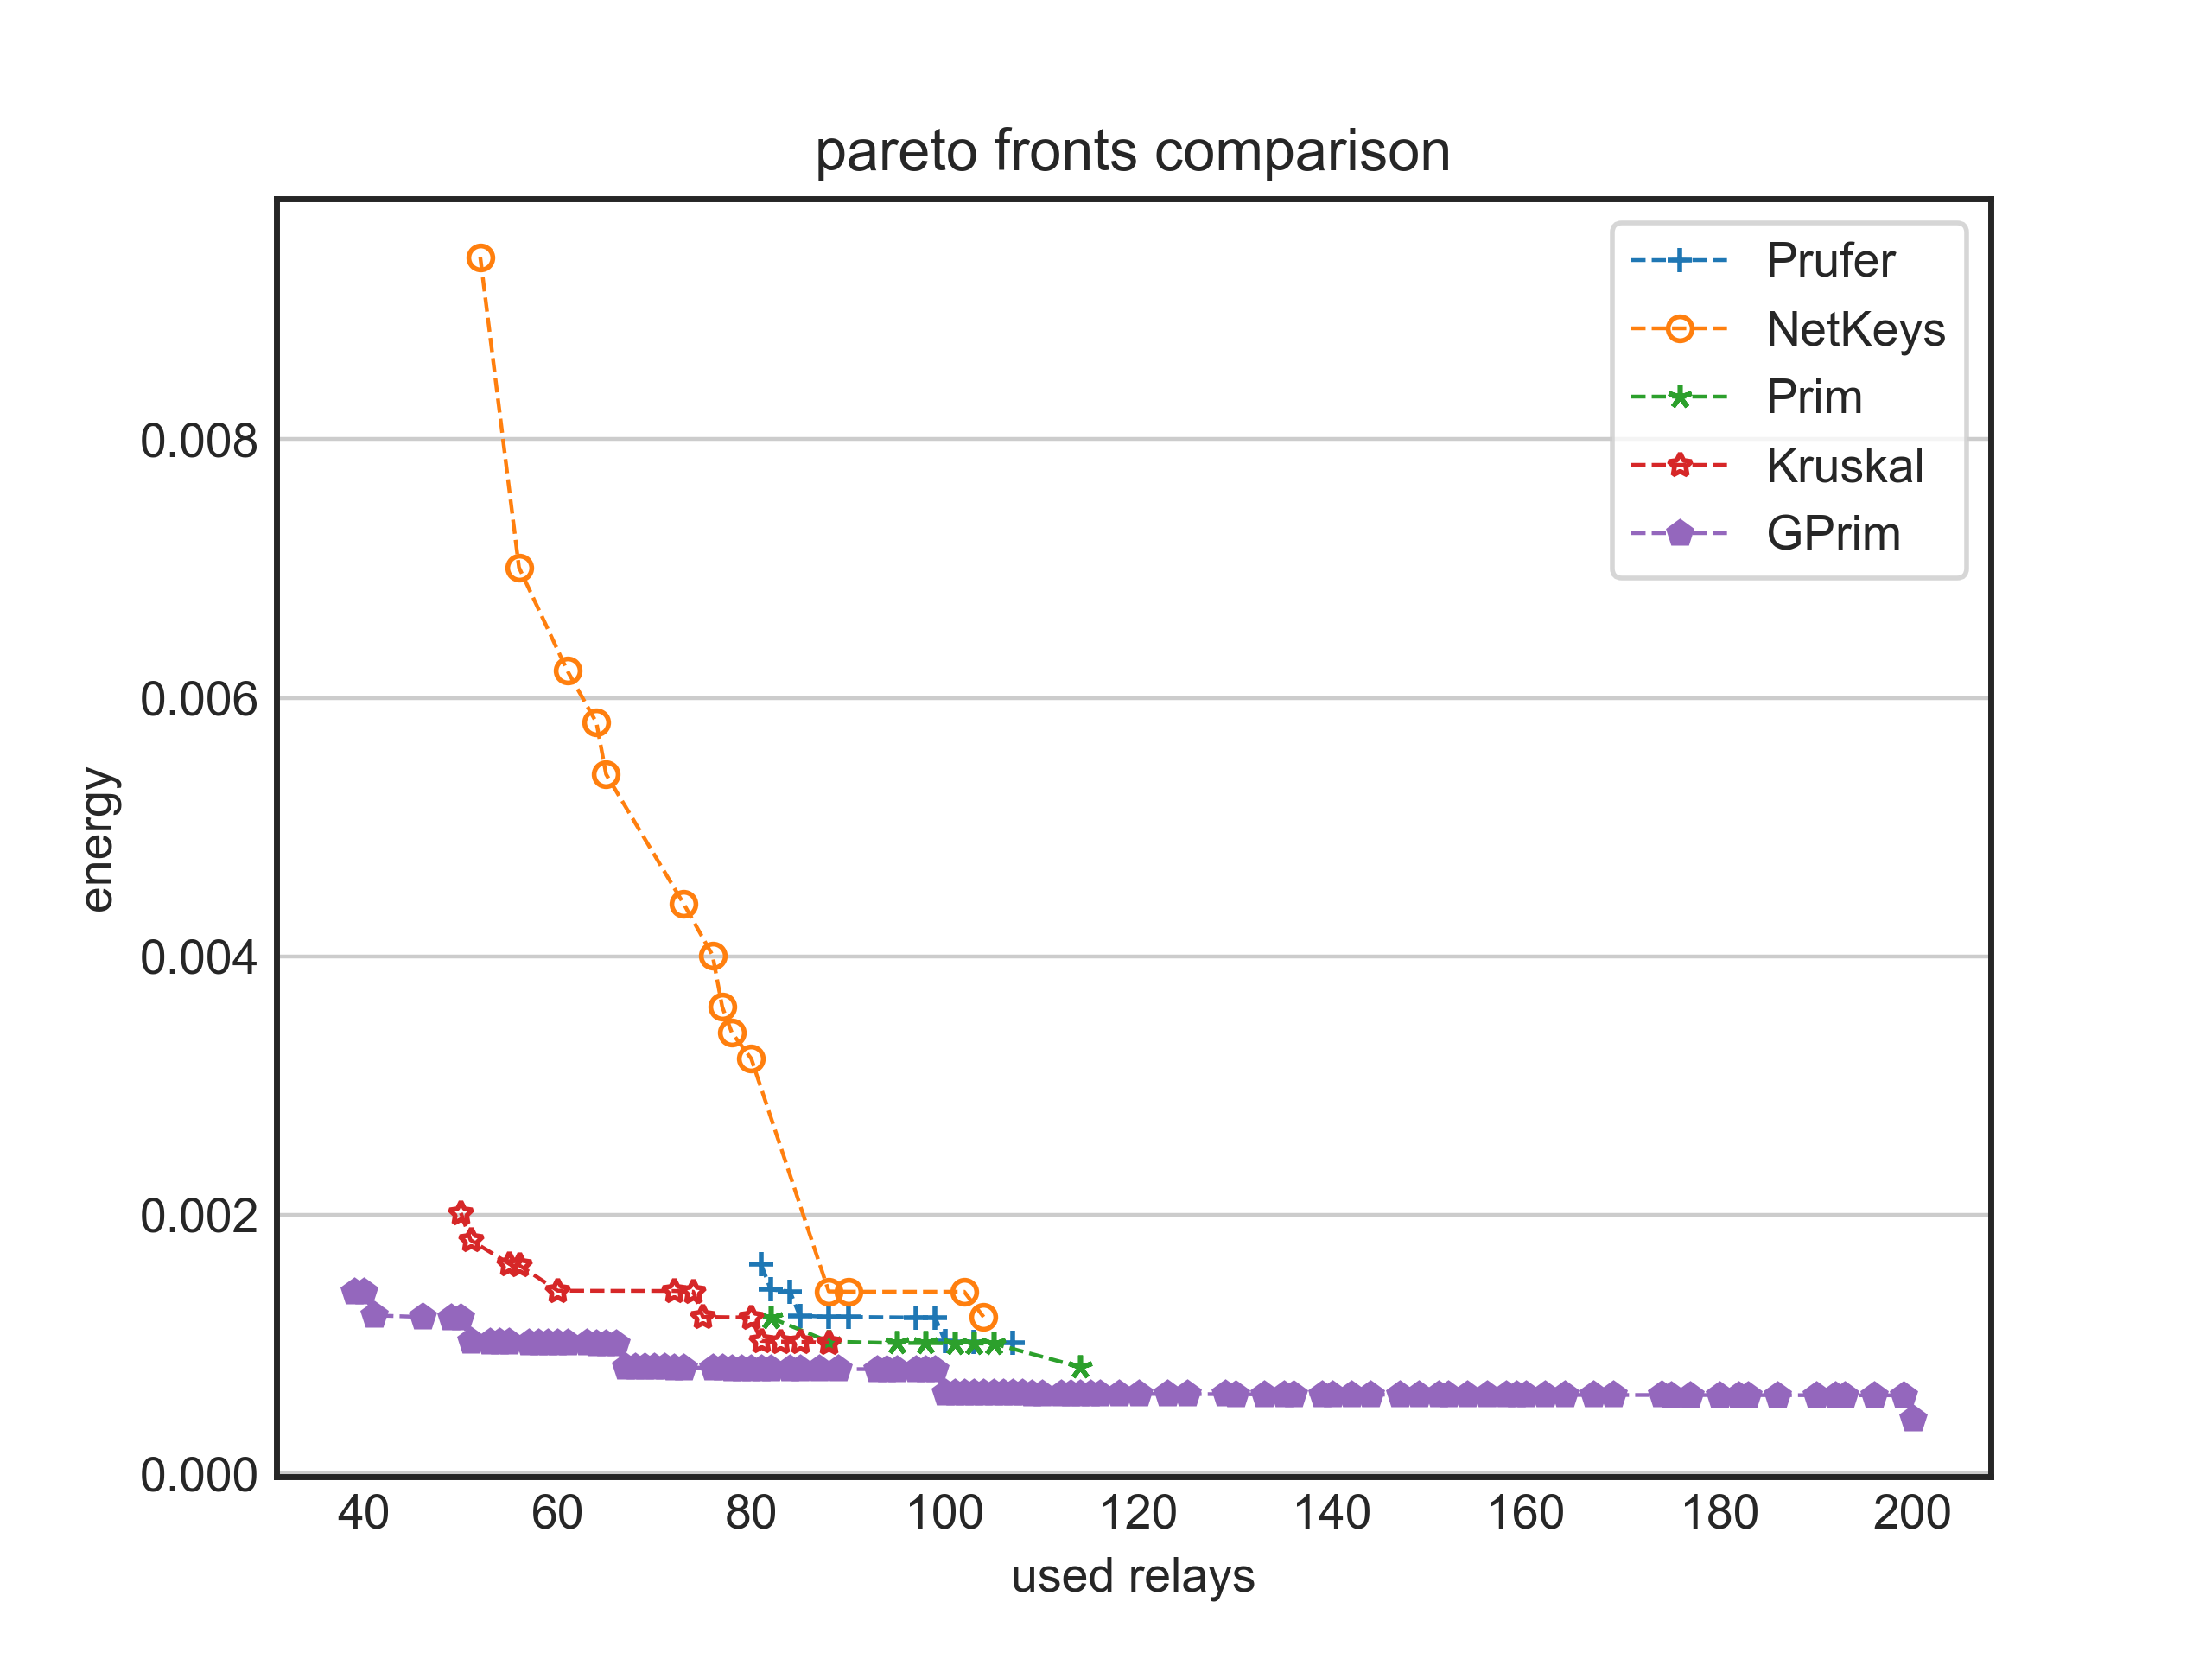 pareto fronts comparison
Prufer
NetKeys
Prim
Kruskal
GPrim
0.008
0.006
0.004
0.002
0.000
energy
40 60 80 100 120 140 160 180 200
used relays